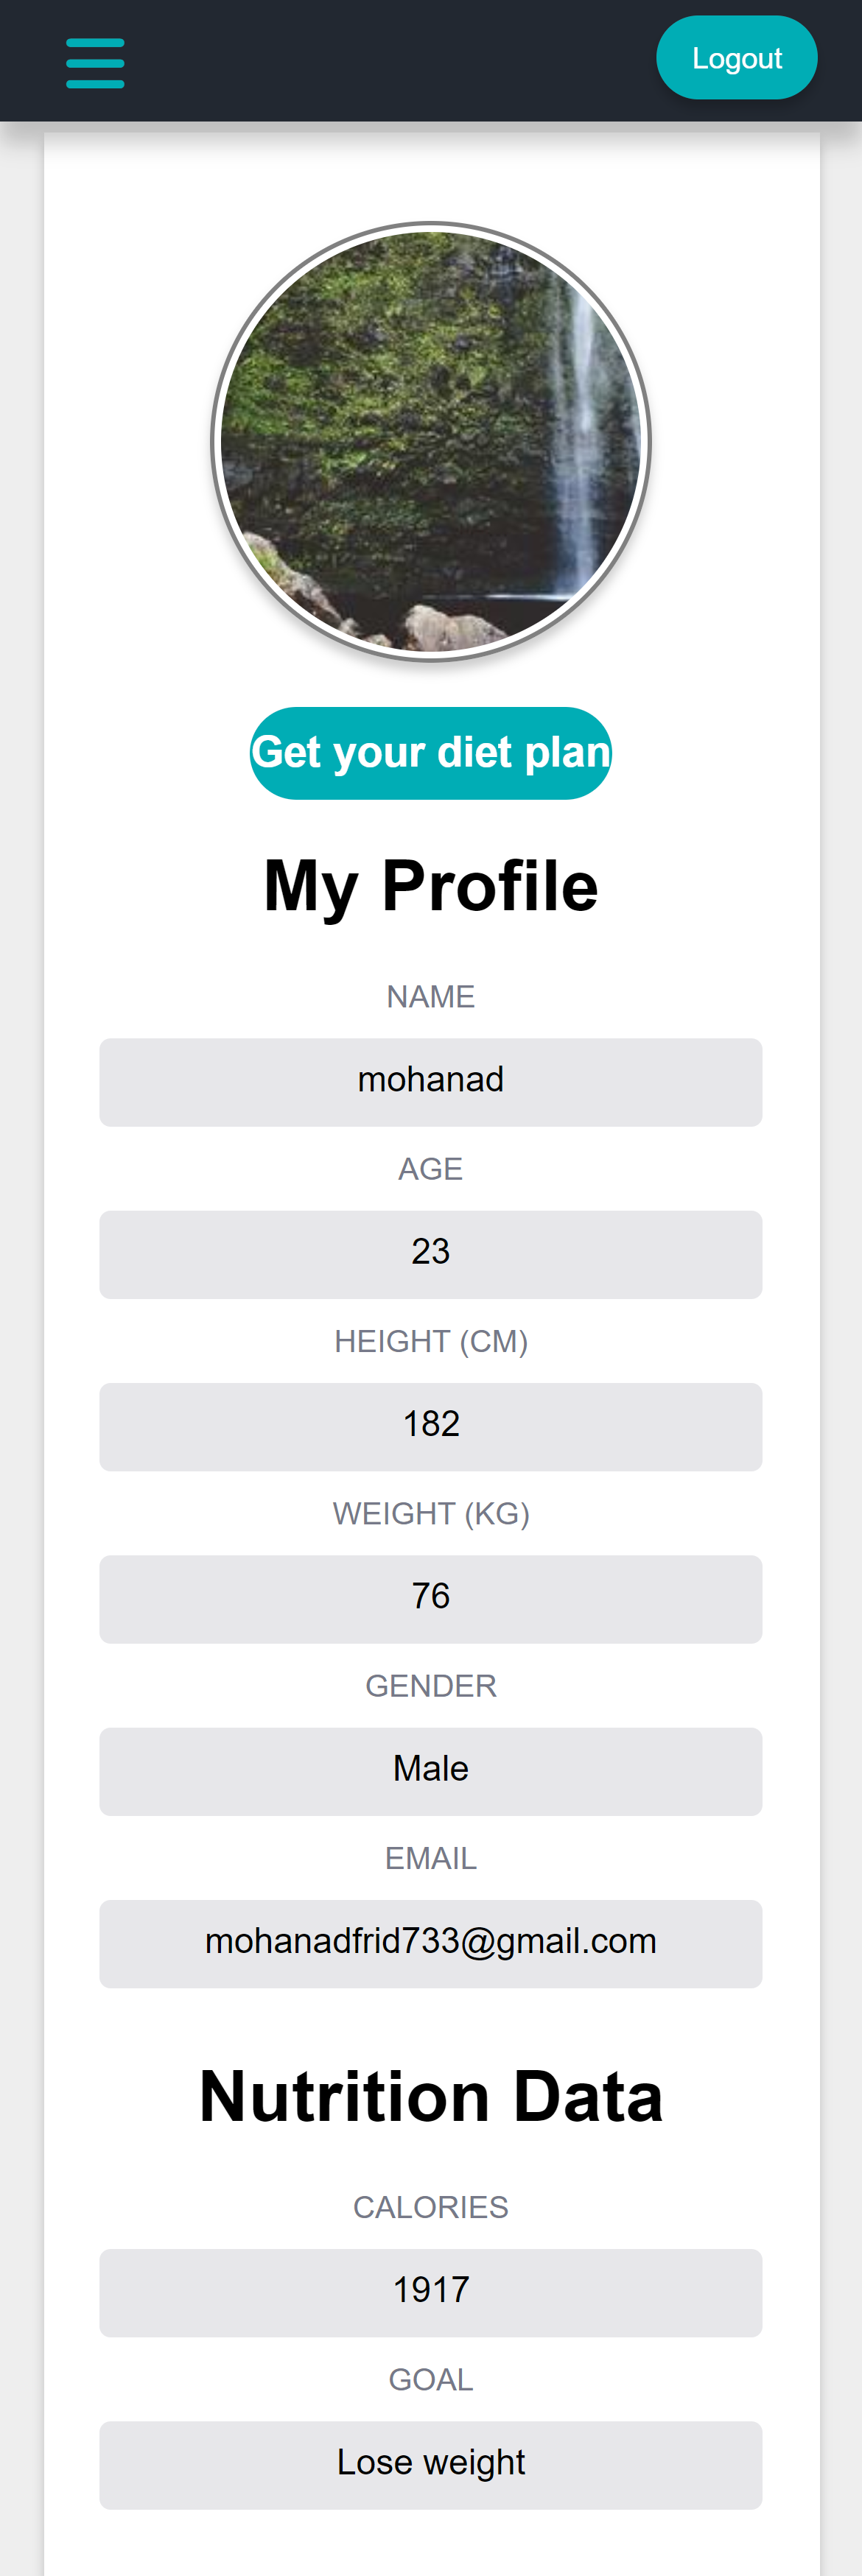 Logout
Get your diet plan
My Profile
NAME
mohanad
AGE
23
HEIGHT (CM)
182
WEIGHT (KG)
76
GENDER
Male
EMAIL
mohanadfrid733@gmail.com
Nutrition Data
CALORIES
1917
GOAL
Lose weight